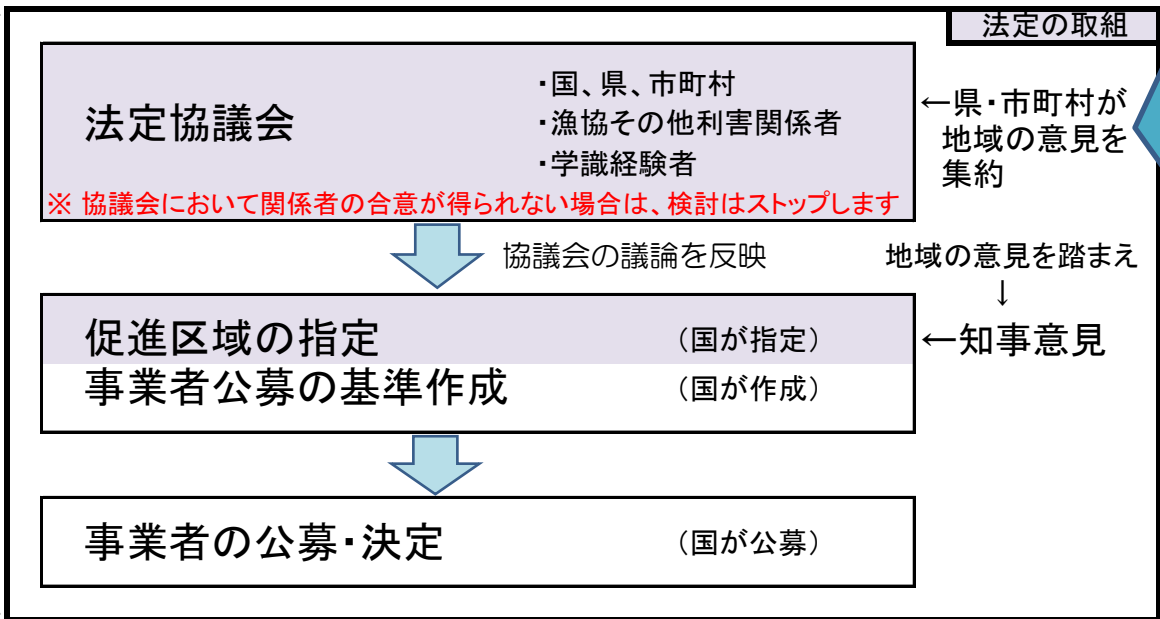 法定の取組
法定協議会
・国、県、市町村
・漁協その他利害関係者
・学識経験者
※ 協議会において関係者の合意が得られない場合は、検討はストップします
←県・市町村が
地域の意見を
集約
協議会の議論を反映
地域の意見を踏まえ
↓
促進区域の指定 （国が指定）
←知事意見
事業者公募の基準作成 （国が作成）
事業者の公募・決定 （国が公募）